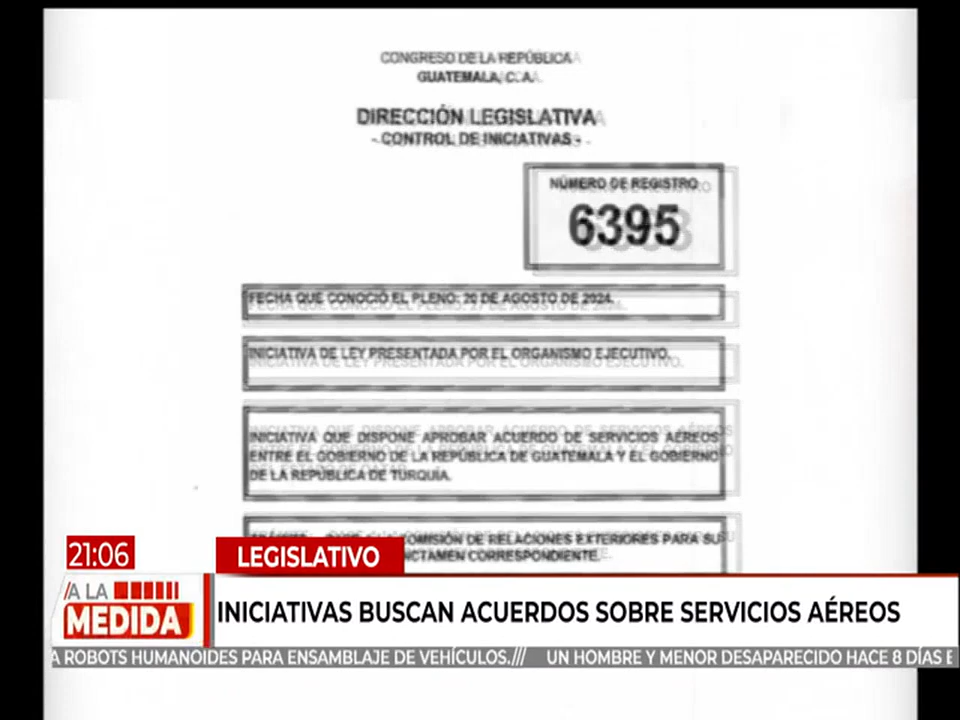 CONGRESO DE LA REPÚBLICA
GUATEMALA, C. A.
DIRECCIÓN LEGISLATIVA
- CONTROL DE INICIATIVAS -
NÚMERO DE REGISTRO
6395
FECHA QUE CONOCIÓ EL PLENO: 20 DE AGOSTO DE 2024.
INICIATIVA DE LEY PRESENTADA POR EL ORGANISMO EJECUTIVO.
INICIATIVA QUE DISPONE APROBAR ACUERDO DE SERVICIOS AÉREOS
ENTRE EL GOBIERNO DE LA REPÚBLICA DE GUATEMALA Y EL GOBIERNO
DE LA REPÚBLICA DE TURQUÍA.
COMISIÓN DE RELACIONES EXTERIORES PARA SU
CTAMEN CORRESPONDIENTE.
21:06
LEGISLATIVO
/A LA
MEDIDA
INICIATIVAS BUSCAN ACUERDOS SOBRE SERVICIOS AÉREOS
A ROBOTS HUMANOIDES PARA ENSAMBLAJE DE VEHÍCULOS./// UN HOMBRE Y MENOR DESAPARECIDO HACE 8 DÍAS E